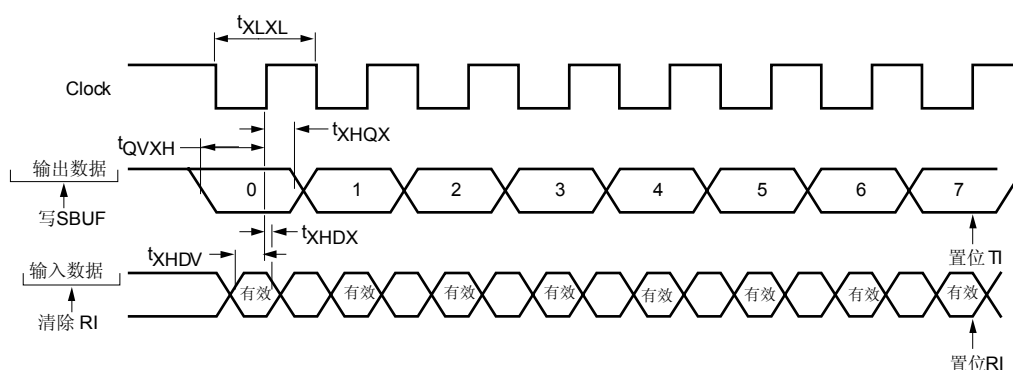 tXLXL
Clock
tXHQX
tQVXH
输出数据
0 1 2 3 4 5 6 7
写SBUF
tXHDX
tXHDV
置位 TI
输入数据
有效 有效 有效 有效 有效 有效 有效 有效
清除 RI
置位RI